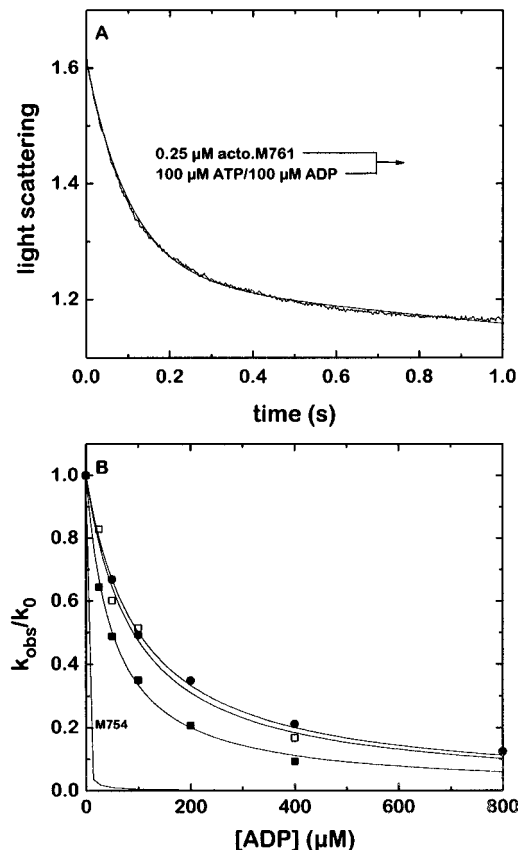 A
1.6
1.4
1.2
light scattering
0.25 µM acto.M761
100 µM ATP/100 µM ADP
0.0 0.2 0.4 0.6 0.8 1.0
time (s)
B
1.0
0.8
0.6
0.4
0.2
0.0
kobs/k0
M754
0 200 400 600 800
[ADP] (µM)